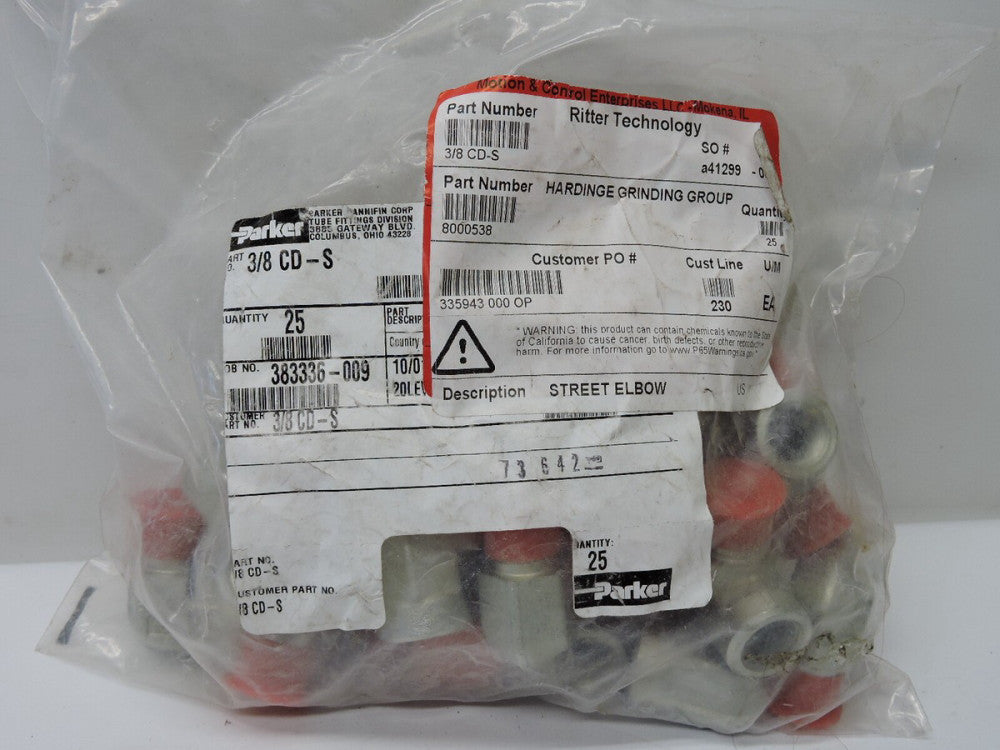 Motion & Control Enterprises LLC - Mokena, IL
Part Number
Ritter Technology
3/8 CD-S
SO #
a41299
Part Number
HARDINGE GRINDING GROUP
8000538
25
Customer PO #
Cust Line
U/M
335943 000 OP
230
EA
* WARNING: this product can contain chemicals known to the State
of California to cause cancer, birth defects, or other reproductive
harm. For more information go to www.P65Warnings.ca.gov *
Description
STREET ELBOW
US
Parker
PARKER HANNIFIN CORP
TUBE FITTINGS DIVISION
3885 GATEWAY BLVD.
COLUMBUS, OHIO 43228
3/8 CD-S
QUANTITY
25
PART
Country
383336-009
3/8 CD-S
73 642
25
Parker
CUSTOMER PART NO.